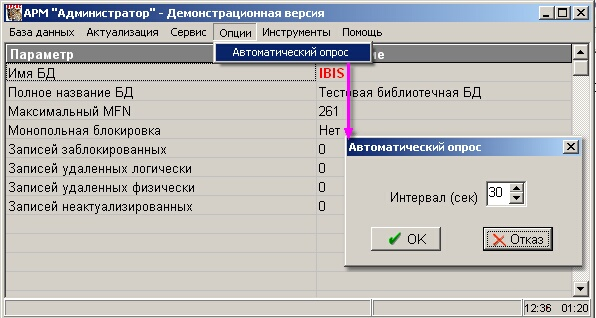 АРМ "Администратор" - Демонстрационная версия
База данных Актуализация Сервис Опции Инструменты Помощь
Автоматический опрос
Параметр
Имя БД IBIS
Полное название БД Тестовая библиотечная БД
Максимальный MFN 261
Монопольная блокировка Нет
Записей заблокированных 0
Записей удаленных логически 0
Записей удаленных физически 0
Записей неактуализированных 0
Автоматический опрос
Интервал (сек) 30
OK Отказ
12:36 01:20